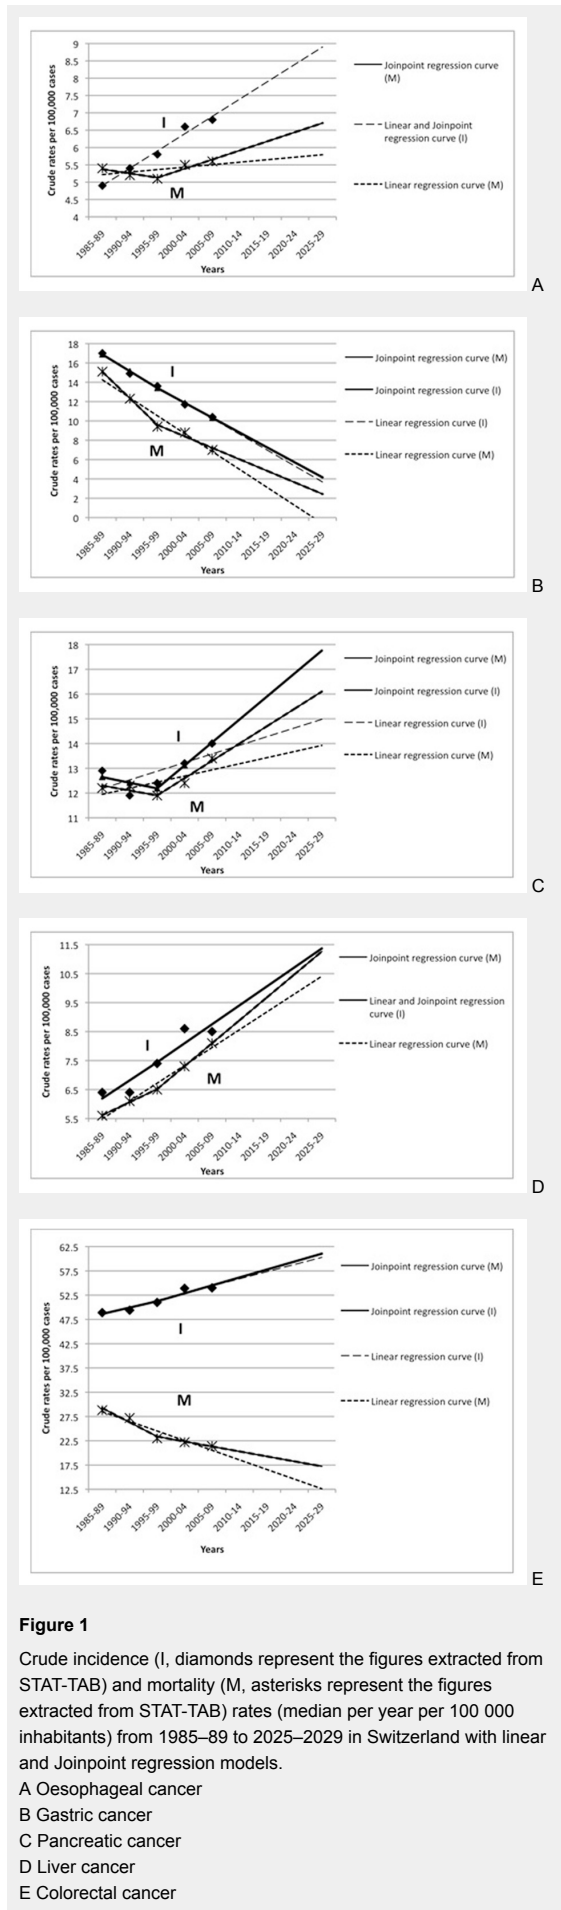 9
8.5
8
7.5
7
6.5
6
5.5
5
4.5
4
Crude rates per 100,000 cases
I
M
1985-89
1990-94
1995-99
2000-04
2005-09
2010-14
2015-19
2020-24
2025-29
Years
Joinpoint regression curve
(M)
Linear and Joinpoint
regression curve (I)
Linear regression curve (M)
A
18
16
14
12
10
8
6
4
2
0
Crude rates per 100,000 cases
I
M
1985-89
1990-94
1995-99
2000-04
2005-09
2010-14
2015-19
2020-24
2025-29
Years
Joinpoint regression curve (M)
Joinpoint regression curve (I)
Linear regression curve (I)
Linear regression curve (M)
B
18
17
16
15
14
13
12
11
Crude rates per 100,000 cases
I
M
1985-89
1990-94
1995-99
2000-04
2005-09
2010-14
2015-19
2020-24
2025-29
Years
Joinpoint regression curve (M)
Joinpoint regression curve (I)
Linear regression curve (I)
Linear regression curve (M)
C
11.5
10.5
9.5
8.5
7.5
6.5
5.5
Crude rates per 100,000 cases
I
M
1985-89
1990-94
1995-99
2000-04
2005-09
2010-14
2015-19
2020-24
2025-29
Years
Joinpoint regression curve (M)
Linear and Joinpoint regression
curve (I)
Linear regression curve (M)
D
62.5
57.5
52.5
47.5
42.5
37.5
32.5
27.5
22.5
17.5
12.5
Crude rates per 100,000 cases
I
M
1985-89
1990-94
1995-99
2000-04
2005-09
2010-14
2015-19
2020-24
2025-29
Years
Joinpoint regression curve (M)
Joinpoint regression curve (I)
Linear regression curve (I)
Linear regression curve (M)
E
Figure 1
Crude incidence (I, diamonds represent the figures extracted from
STAT-TAB) and mortality (M, asterisks represent the figures
extracted from STAT-TAB) rates (median per year per 100 000
inhabitants) from 1985–89 to 2025–2029 in Switzerland with linear
and Joinpoint regression models.
A Oesophageal cancer
B Gastric cancer
C Pancreatic cancer
D Liver cancer
E Colorectal cancer